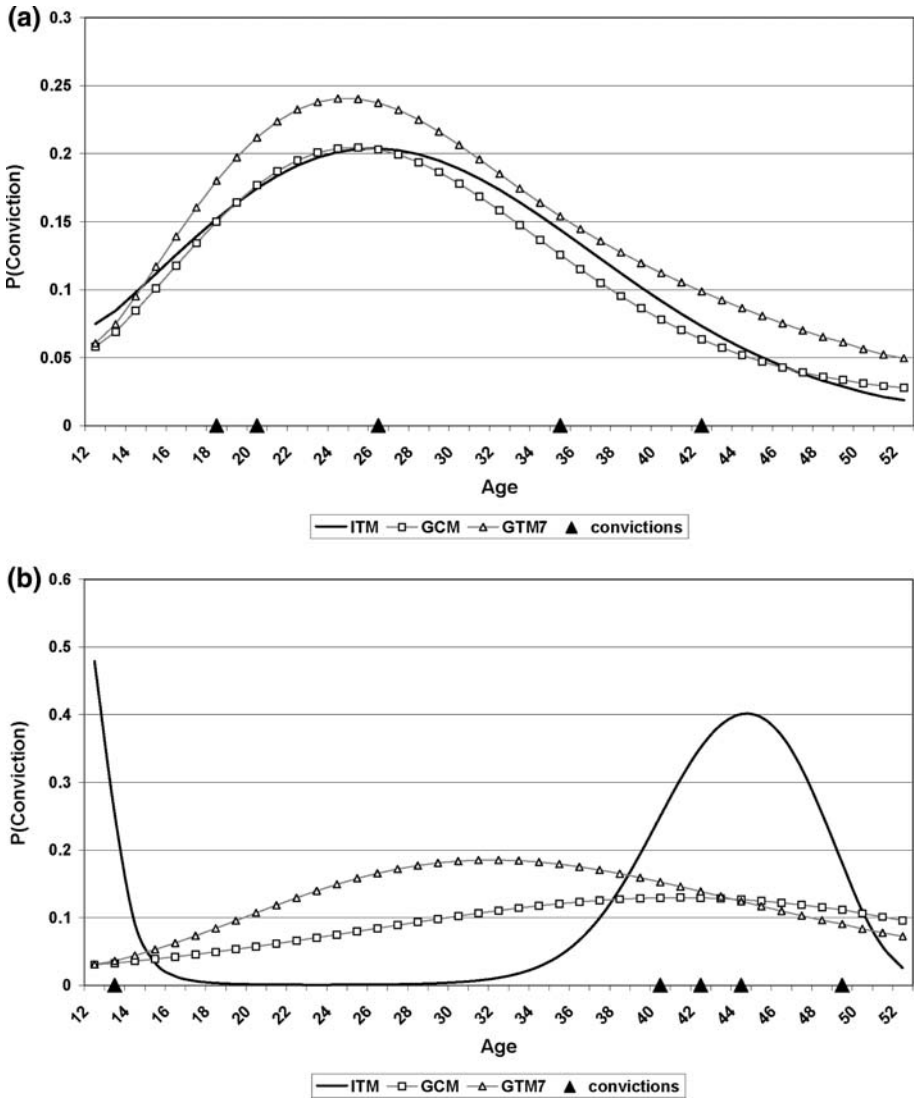 (a)
0.3
0.25
0.2
0.15
0.1
0.05
0
P(Conviction)
12 14 16 18 20 22 24 26 28 30 32 34 36 38 40 42 44 46 48 50 52
Age
ITM GCM GTM7 convictions
(b)
0.6
0.5
0.4
0.3
0.2
0.1
0
P(Conviction)
12 14 16 18 20 22 24 26 28 30 32 34 36 38 40 42 44 46 48 50 52
Age
ITM GCM GTM7 convictions